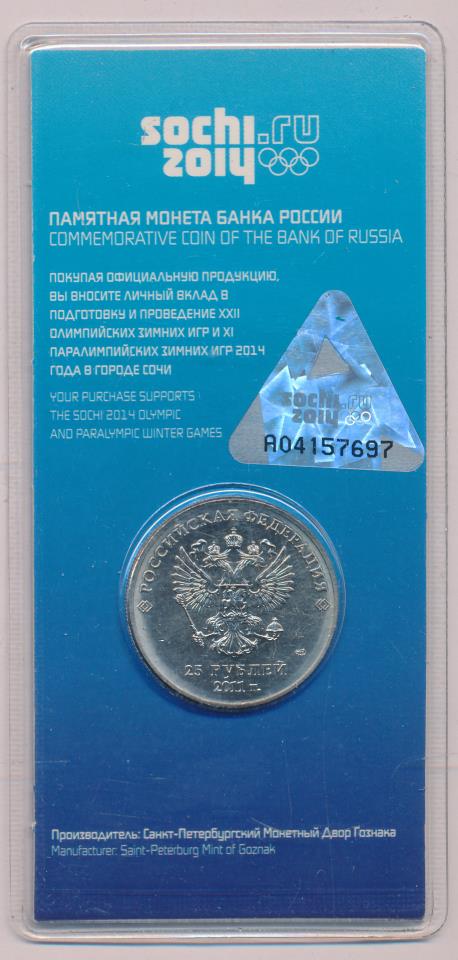 sochi.ru
2014
ПАМЯТНАЯ МОНЕТА БАНКА РОССИИ
COMMEMORATIVE COIN OF THE BANK OF RUSSIA
ПОКУПАЯ ОФИЦИАЛЬНУЮ ПРОДУКЦИЮ,
ВЫ ВНОСИТЕ ЛИЧНЫЙ ВКЛАД В
ПОДГОТОВКУ И ПРОВЕДЕНИЕ XXII
ОЛИМПИЙСКИХ ЗИМНИХ ИГР И XI
ПАРАЛИМПИЙСКИХ ЗИМНИХ ИГР 2014
ГОДА В ГОРОДЕ СОЧИ
YOUR PURCHASE SUPPORTS
THE SOCHI 2014 OLYMPIC
AND PARALYMPIC WINTER GAMES
sochi.ru
2014
A04157697
РОССИЙСКАЯ ФЕДЕРАЦИЯ
25 РУБЛЕЙ
2011 г.
Производитель: Санкт-Петербургский Монетный Двор Гознака
Manufacturer: Saint-Peterburg Mint of Goznak